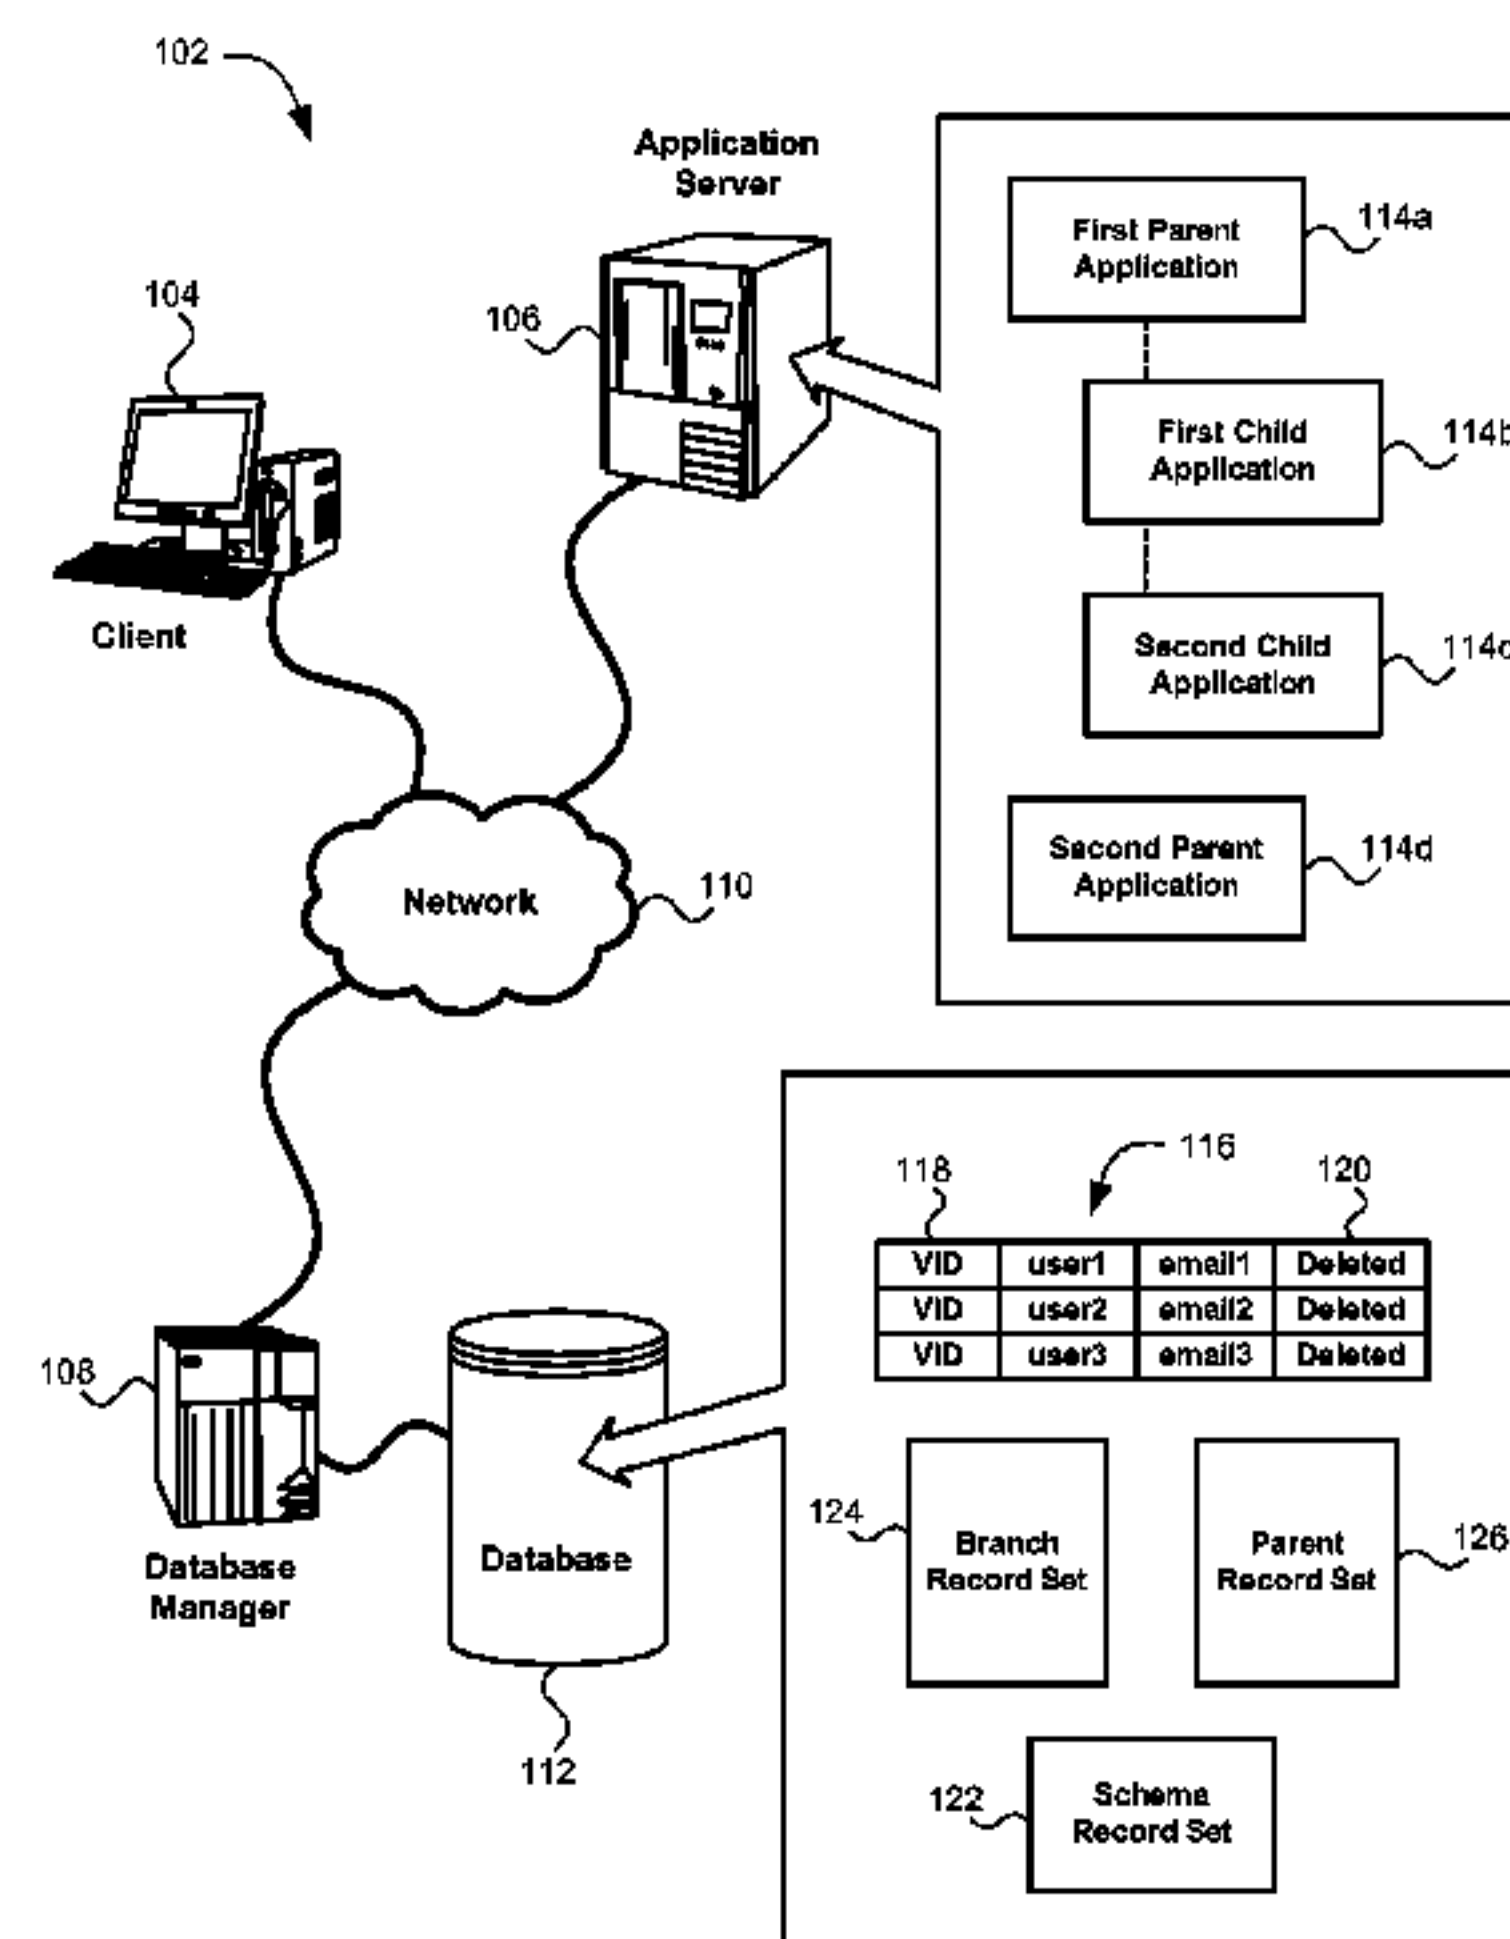 102
Application
Server
First Parent
Application
114a
104
106
First Child
Application
114b
Client
Second Child
Application
114c
Second Parent
Application
114d
Network
110
116
118
120
VID user1 email1 Deleted
VID user2 email2 Deleted
VID user3 email3 Deleted
108
124
Branch
Record Set
Parent
Record Set
126
Database
Database
Manager
112
122
Schema
Record Set